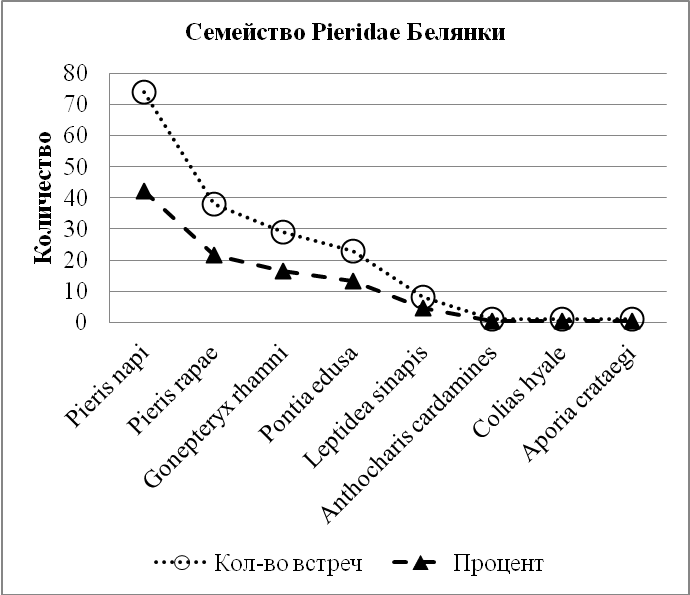 Семейство Pieridae Белянки
Количество
80
70
60
50
40
30
20
10
0
Pieris napi
Pieris rapae
Gonepteryx rhamni
Pontia edusa
Leptidea sinapis
Anthocharis cardamines
Colias hyale
Aporia crataegi
Кол-во встреч
Процент